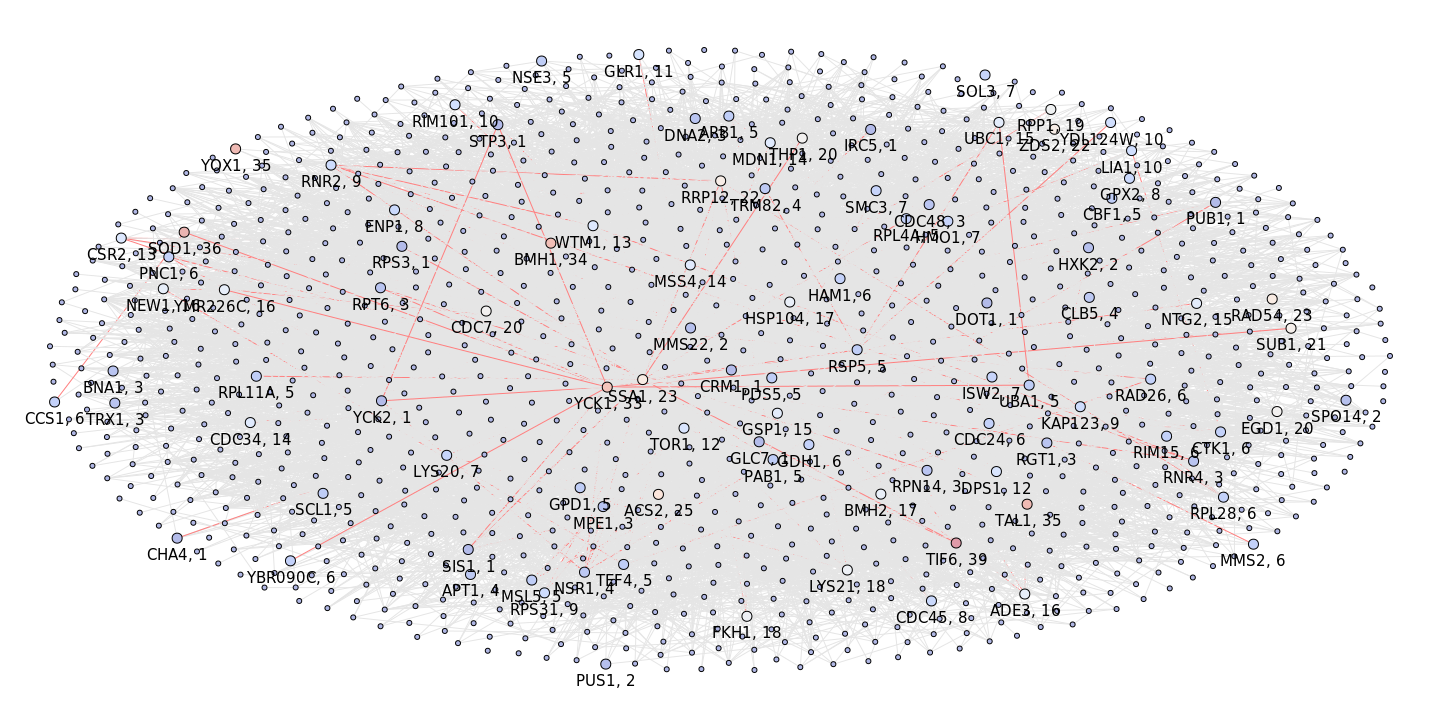 GLR1, 11
NSE3, 5
SOL3, 7
RIM101, 10
RPP1, 19
DNA2, 3
ARB1, 5
UBC1, 15
YDL124W, 10
STP3, 1
IRC5, 1
ZDS2, 22
THP1, 20
MDN1, 14
YOX1, 35
LIA1, 10
RNR2, 9
GPX2, 8
RRP12, 22
TRM82, 4
SMC3, 7
CBF1, 5
PUB1, 1
CDC48, 3
ENP1, 8
RPL4A, 5
HMO1, 7
WTM1, 13
SOD1, 36
CSR2, 13
BMH1, 34
RPS3, 1
HXK2, 2
PNC1, 6
MSS4, 14
HAM1, 6
NEW1, 16
YMR226C, 16
RPT6, 3
CLB5, 4
RAD54, 23
HSP104, 17
DOT1, 1
NTG2, 15
CDC7, 20
MMS22, 2
SUB1, 21
RSP5, 5
BNA1, 3
CRM1, 1
RPL11A, 5
PDS5, 5
ISW2, 7
RAD26, 6
SSA1, 23
YCK1, 33
UBA1, 5
CCS1, 6
TRX1, 3
YCK2, 1
SPO14, 2
KAP123, 9
GSP1, 15
EGD1, 20
CDC34, 14
TOR1, 12
CDC24, 6
CTK1, 6
RIM15, 6
GLC7, 1
GDH1, 6
RGT1, 3
LYS20, 7
PAB1, 5
RNR4, 3
RPN14, 3
DPS1, 12
GPD1, 5
SCL1, 5
ACS2, 25
BMH2, 17
RPL28, 6
MPE1, 3
TAL1, 35
CHA4, 1
TIF6, 39
MMS2, 6
SIS1, 1
YBR090C, 6
TEF4, 5
LYS21, 18
NSR1, 4
APT1, 4
MSL5, 5
RPS31, 9
ADE3, 16
CDC45, 8
FKH1, 18
PUS1, 2